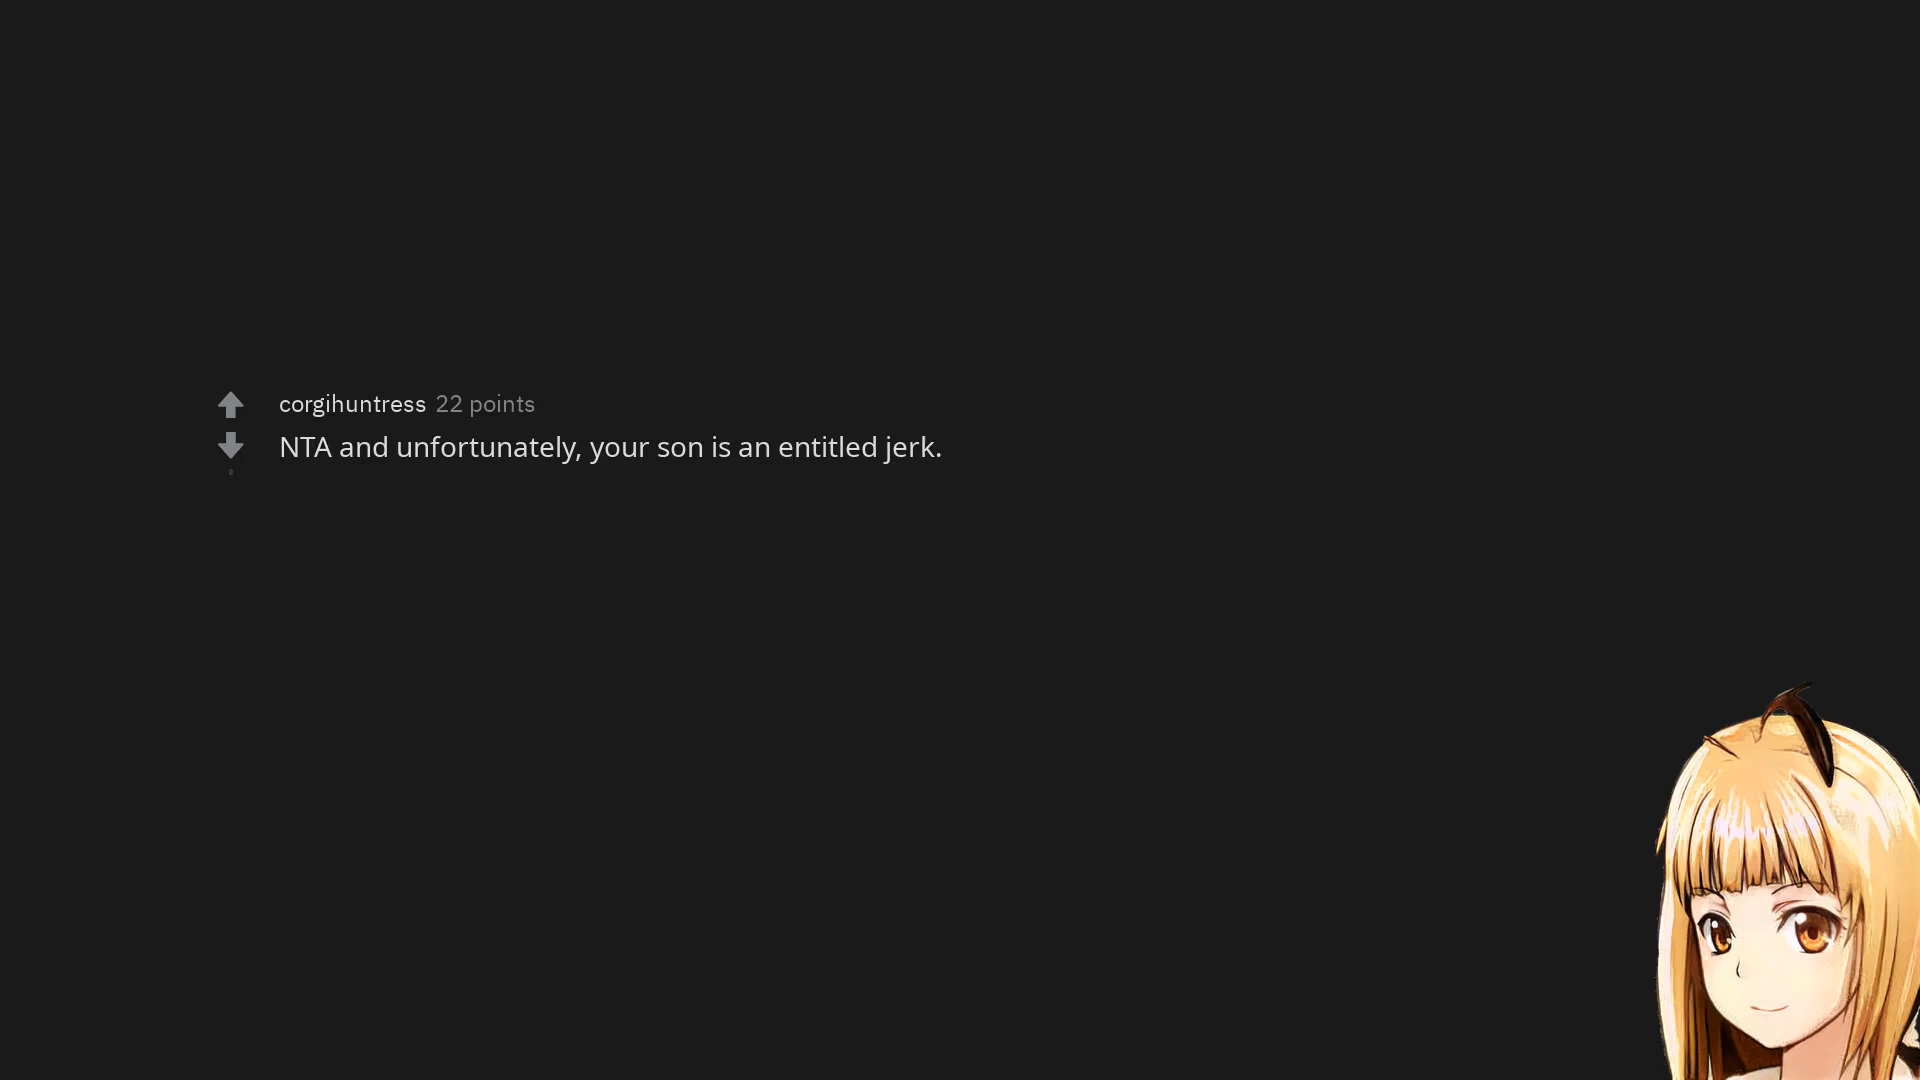 corgihuntress 22 points
NTA and unfortunately, your son is an entitled jerk.